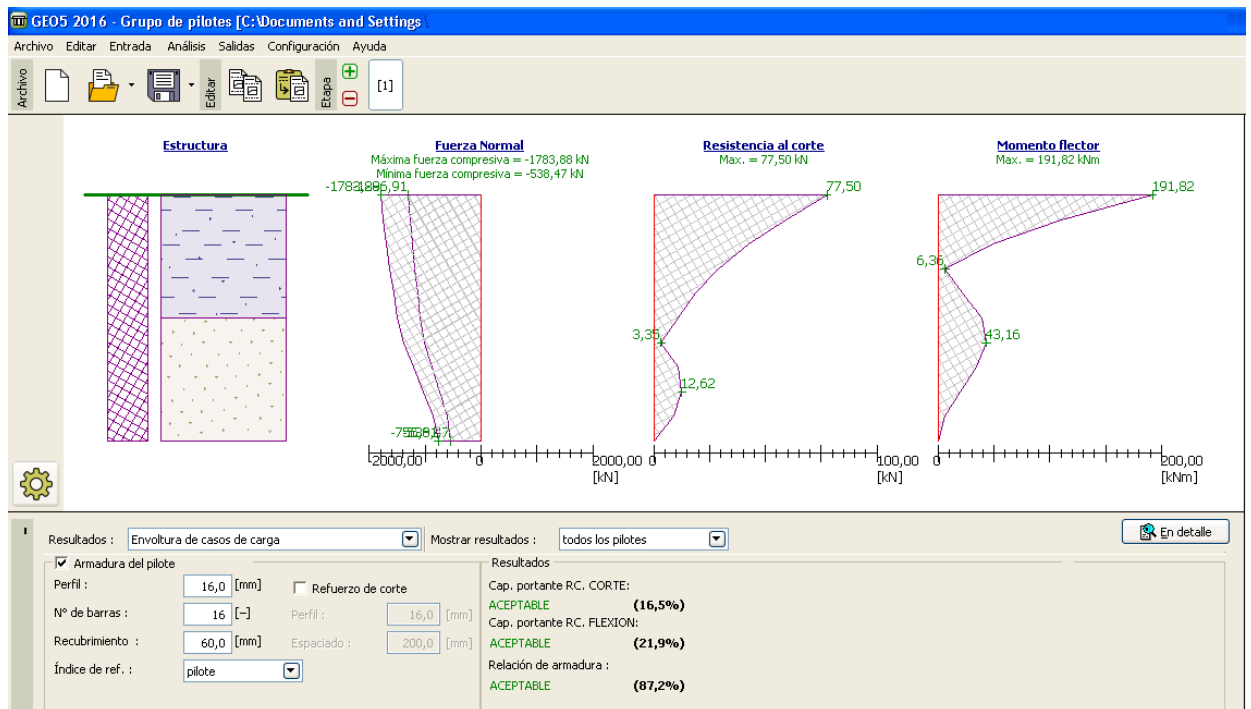 GEO5 2016 - Grupo de pilotes [C:\Documents and Settings\
Archivo Editar Entrada Análisis Salidas Configuración Ayuda
Archivo
Editar
Etapa
[1]
Estructura
Fuerza Normal
Máxima fuerza compresiva = -1783,88 kN
Mínima fuerza compresiva = -538,47 kN
Resistencia al corte
Max. = 77,50 kN
Momento flector
Max. = 191,82 kNm
77,50
191,82
6,36
3,35
43,16
12,62
-2000,00 0 2000,00
[kN]
0 100,00
[kN]
0 200,00
[kNm]
Resultados : Envoltura de casos de carga Mostrar resultados : todos los pilotes
En detalle
Armadura del pilote
Perfil : 16,0 [mm]
Refuerzo de corte
N° de barras : 16 [–]
Perfil : 16,0 [mm]
Recubrimiento : 60,0 [mm]
Espaciado : 200,0 [mm]
Índice de ref. : pilote
Resultados
Cap. portante RC. CORTE:
ACEPTABLE (16,5%)
Cap. portante RC. FLEXION:
ACEPTABLE (21,9%)
Relación de armadura :
ACEPTABLE (87,2%)